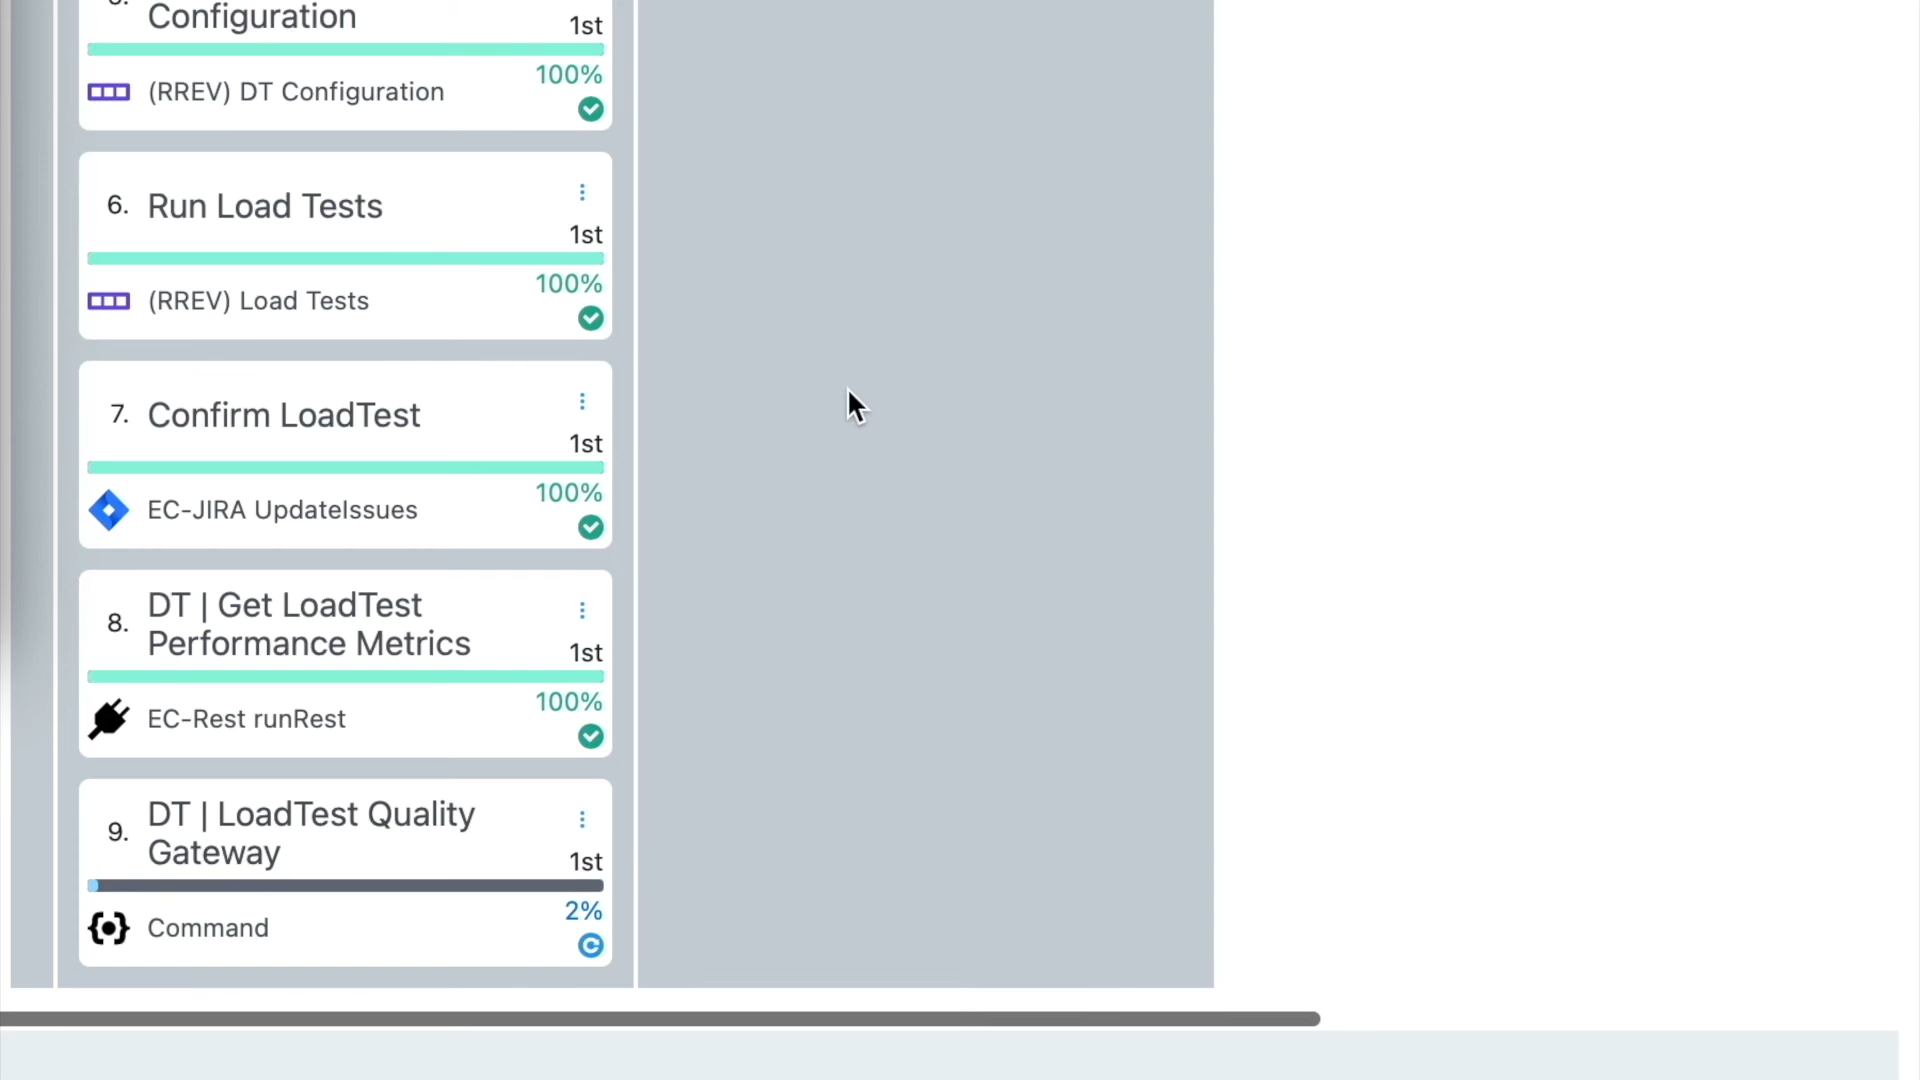 Configuration
1st
100%
(RREV) DT Configuration
6. Run Load Tests
1st
100%
(RREV) Load Tests
7. Confirm LoadTest
1st
100%
EC-JIRA UpdateIssues
100%
8. DT | Get LoadTest
Performance Metrics
1st
100%
EC-Rest runRest
9. DT | LoadTest Quality
Gateway
1st
2%
Command